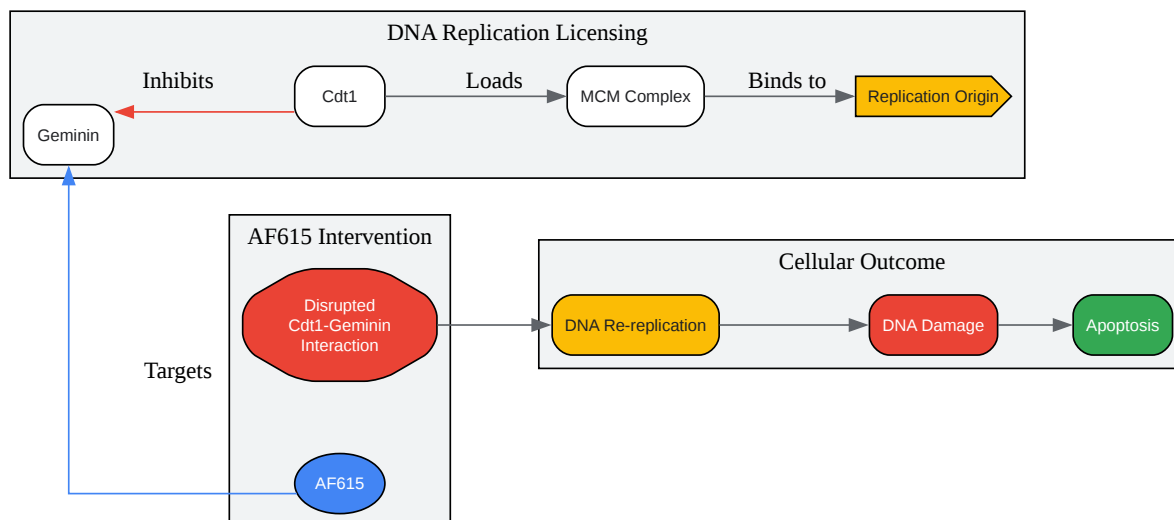 DNA Replication Licensing
Inhibits
Cdt1
Loads
MCM Complex
Binds to
Replication Origin
Geminin
AF615 Intervention
Disrupted
Cdt1-Geminin
Interaction
Targets
AF615
Cellular Outcome
DNA Re-replication
DNA Damage
Apoptosis